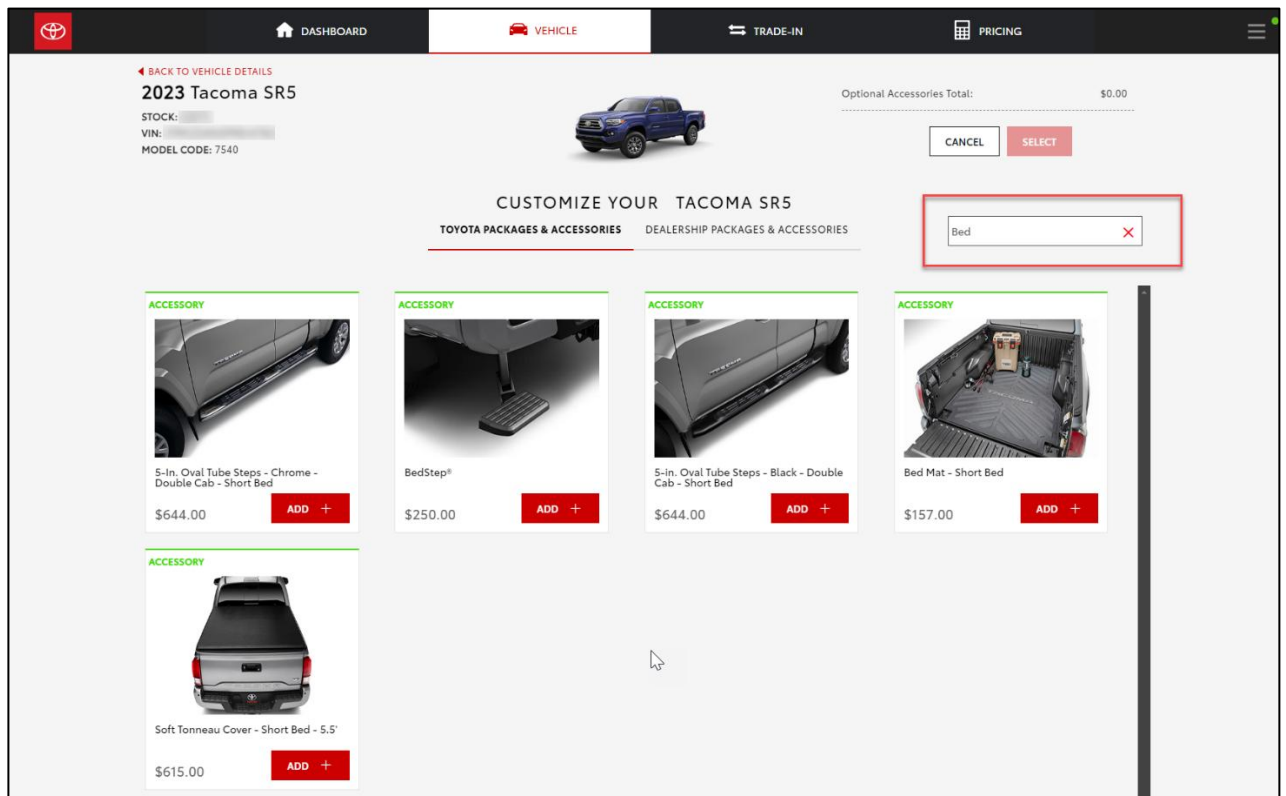 DASHBOARD
VEHICLE
TRADE-IN
PRICING
BACK TO VEHICLE DETAILS
2023 Tacoma SR5
STOCK:
VIN:
MODEL CODE: 7540
Optional Accessories Total: $0.00
CANCEL
SELECT
CUSTOMIZE YOUR TACOMA SR5
TOYOTA PACKAGES & ACCESSORIES
DEALERSHIP PACKAGES & ACCESSORIES
Bed
ACCESSORY
5-In. Oval Tube Steps - Chrome -
Double Cab - Short Bed
$644.00
ADD +
ACCESSORY
BedStep®
$250.00
ADD +
ACCESSORY
5-in. Oval Tube Steps - Black - Double
Cab - Short Bed
$644.00
ADD +
ACCESSORY
Bed Mat - Short Bed
$157.00
ADD +
ACCESSORY
Soft Tonneau Cover - Short Bed - 5.5'
$615.00
ADD +